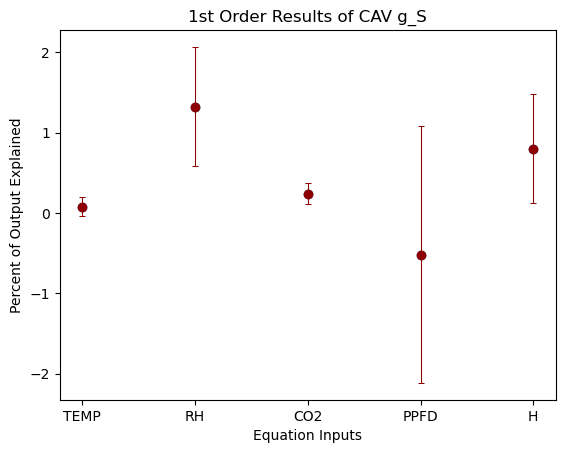 1st Order Results of CAV g_S
Percent of Output Explained
2
1
0
−1
−2
TEMP RH CO2 PPFD H
Equation Inputs